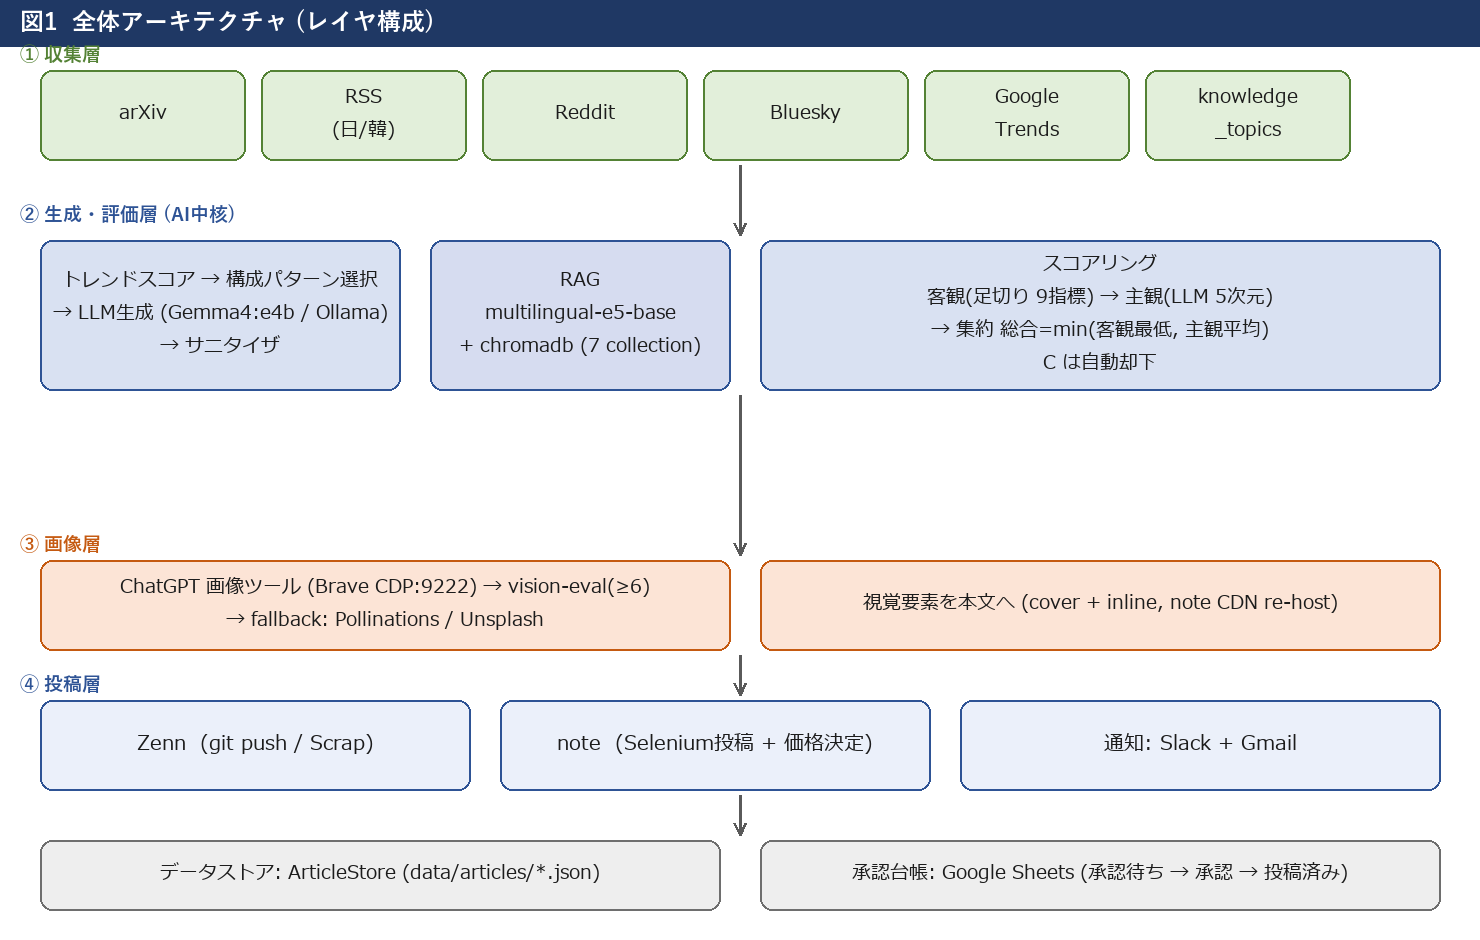 図1 全体アーキテクチャ (レイヤ構成)
① 収集層
arXiv
RSS
(日/韓)
Reddit
Bluesky
Google
Trends
knowledge
_topics
② 生成・評価層 (AI中核)
トレンドスコア → 構成パターン選択
→ LLM生成 (Gemma4:e4b / Ollama)
→ サニタイザ
RAG
multilingual-e5-base
+ chromadb (7 collection)
スコアリング
客観(足切り 9指標) → 主観(LLM 5次元)
→ 集約 総合=min(客観最低, 主観平均)
C は自動却下
③ 画像層
ChatGPT 画像ツール (Brave CDP:9222) → vision-eval(≥6)
→ fallback: Pollinations / Unsplash
視覚要素を本文へ (cover + inline, note CDN re-host)
④ 投稿層
Zenn (git push / Scrap)
note (Selenium投稿 + 価格決定)
通知: Slack + Gmail
データストア: ArticleStore (data/articles/*.json)
承認台帳: Google Sheets (承認待ち → 承認 → 投稿済み)